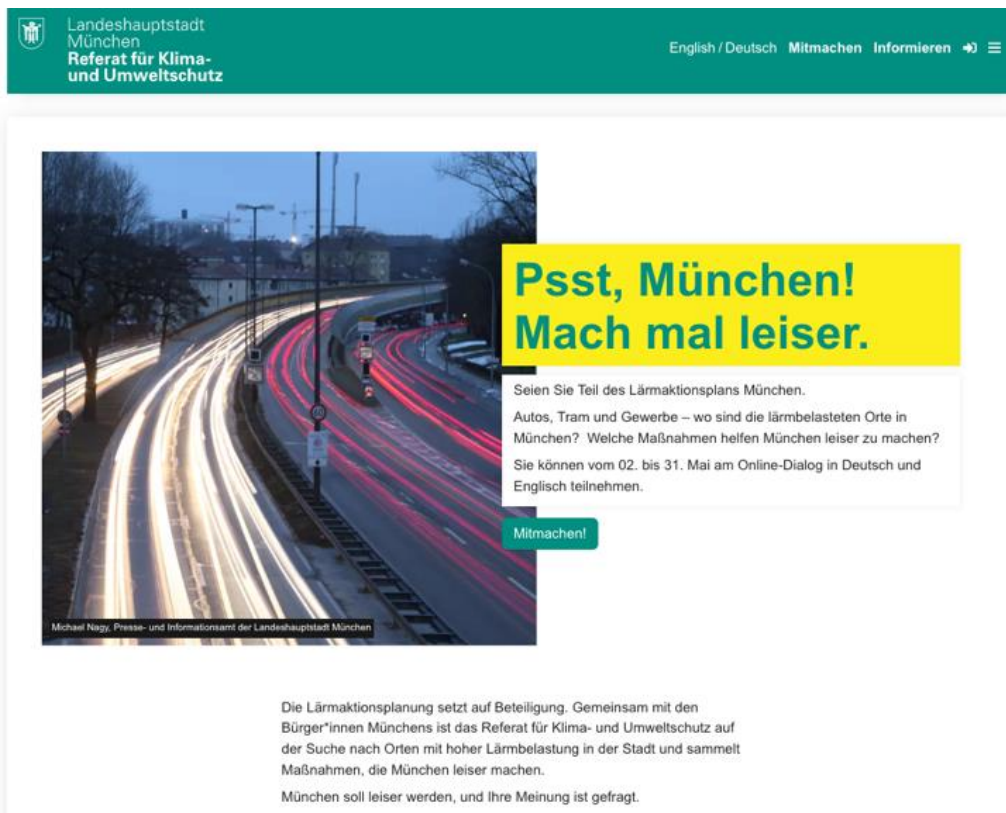 Landeshauptstadt
München
Referat für Klima-
und Umweltschutz
English / Deutsch Mitmachen Informieren
Psst, München!
Mach mal leiser.
Seien Sie Teil des Lärmaktionsplans München.
Autos, Tram und Gewerbe – wo sind die lärmbelasteten Orte in
München? Welche Maßnahmen helfen München leiser zu machen?
Sie können vom 02. bis 31. Mai am Online-Dialog in Deutsch und
Englisch teilnehmen.
Mitmachen!
Michael Nagy, Presse- und Informationsamt der Landeshauptstadt München
Die Lärmaktionsplanung setzt auf Beteiligung. Gemeinsam mit den
Bürger*innen Münchens ist das Referat für Klima- und Umweltschutz auf
der Suche nach Orten mit hoher Lärmbelastung in der Stadt und sammelt
Maßnahmen, die München leiser machen.
München soll leiser werden, und Ihre Meinung ist gefragt.